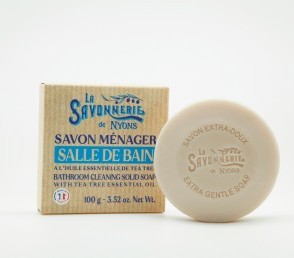 LA
SAVONNERIE
de NYONS
SAVON MÉNAGER
SALLE DE BAIN
A L'HUILE ESSENTIELLE DE TEA TREE
BATHROOM CLEANING SOLID SOAP
WITH TEA TREE ESSENTIAL OIL
100 g - 3.52 oz. Net Wt.
SAVON EXTRA-DOUX
LA
SAVONNERIE
de NYONS
EXTRA GENTLE SOAP